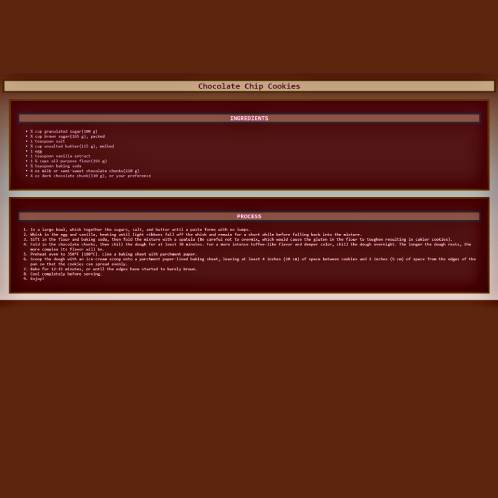 Chocolate Chip Cookies
INGREDIENTS
cup granulated sugar(100 g)
cup brown sugar(165 g), packed
1 teaspoon salt
cup unsalted butter(115 g), melted
1 egg
1 teaspoon vanilla extract
1 ¼ cups all-purpose flour(155 g)
teaspoon baking soda
oz milk or semi-sweet chocolate chunks(110 g)
oz dark chocolate chunk(110 g), or your preference
PROCESS
1. In a large bowl, whisk together the sugars, salt, and butter until a paste forms with no lumps.
2. Whisk in the egg and vanilla, beating until light ribbons fall off the whisk and remain for a short while before falling back into the mixture.
3. Sift in the flour and baking soda, then fold the mixture with a spatula (Be careful not to overmix, which would cause the gluten in the flour to toughen resulting in cakier cookies).
4. Fold in the chocolate chunks, then chill the dough for at least 30 minutes. For a more intense toffee-like flavor and deeper color, chill the dough overnight. The longer the dough rests, the
more complex its flavor will be.
5. Preheat oven to 350°F (180°C). Line a baking sheet with parchment paper.
6. Scoop the dough with an ice-cream scoop onto a parchment paper-lined baking sheet, leaving at least 4 inches (10 cm) of space between cookies and 2 inches (5 cm) of space from the edges of the
pan so that the cookies can spread evenly.
7. Bake for 12-15 minutes, or until the edges have started to barely brown.
8. Cool completely before serving.
9. Enjoy!